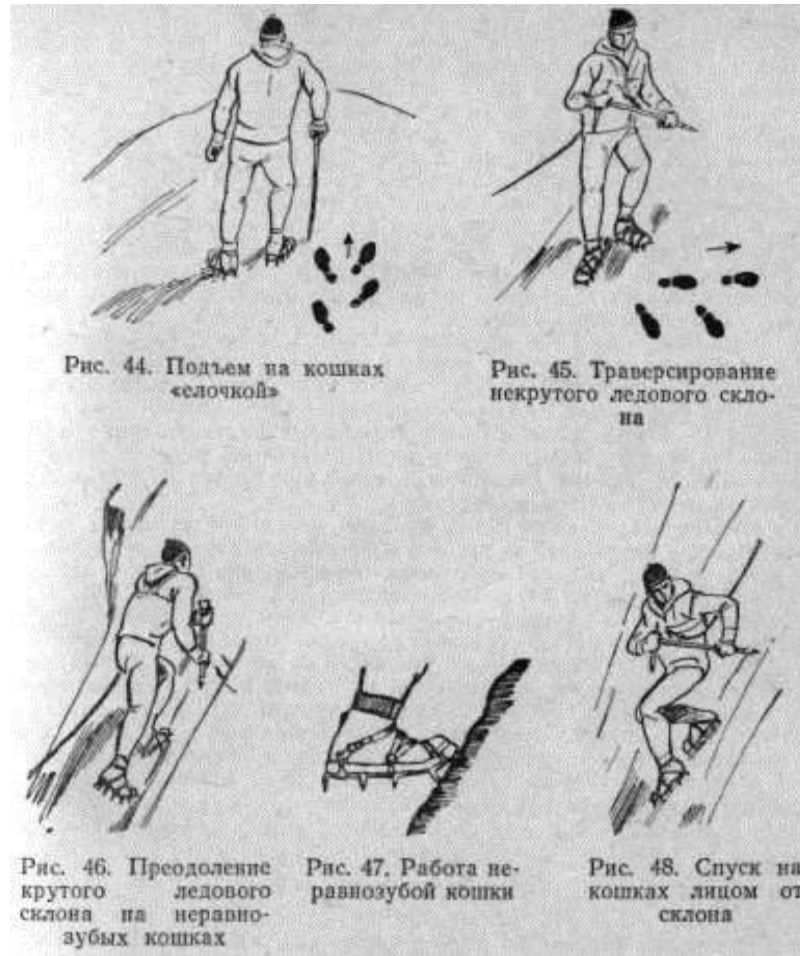 Рис. 44. Подъем на кошках
«елочкой»
Рис. 45. Траверсирование
некрутого ледового скло-
на
Рис. 46. Преодоление
крутого ледового
склона на неравно-
зубых кошках
Рис. 47. Работа не-
равнозубой кошки
Рис. 48. Спуск на
кошках лицом от
склона